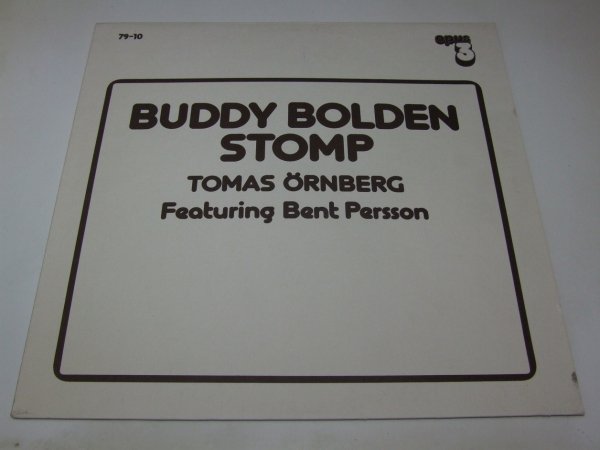 79-10
opus
3
BUDDY BOLDEN
STOMP
TOMAS ÖRNBERG
Featuring Bent Persson